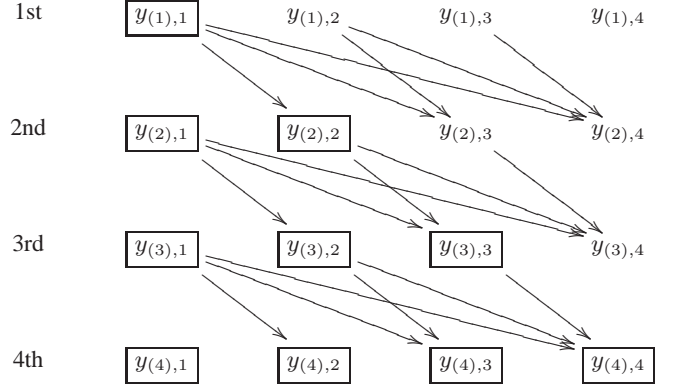 1st y(1),1 y(1),2 y(1),3 y(1),4
2nd y(2),1 y(2),2 y(2),3 y(2),4
3rd y(3),1 y(3),2 y(3),3 y(3),4
4th y(4),1 y(4),2 y(4),3 y(4),4